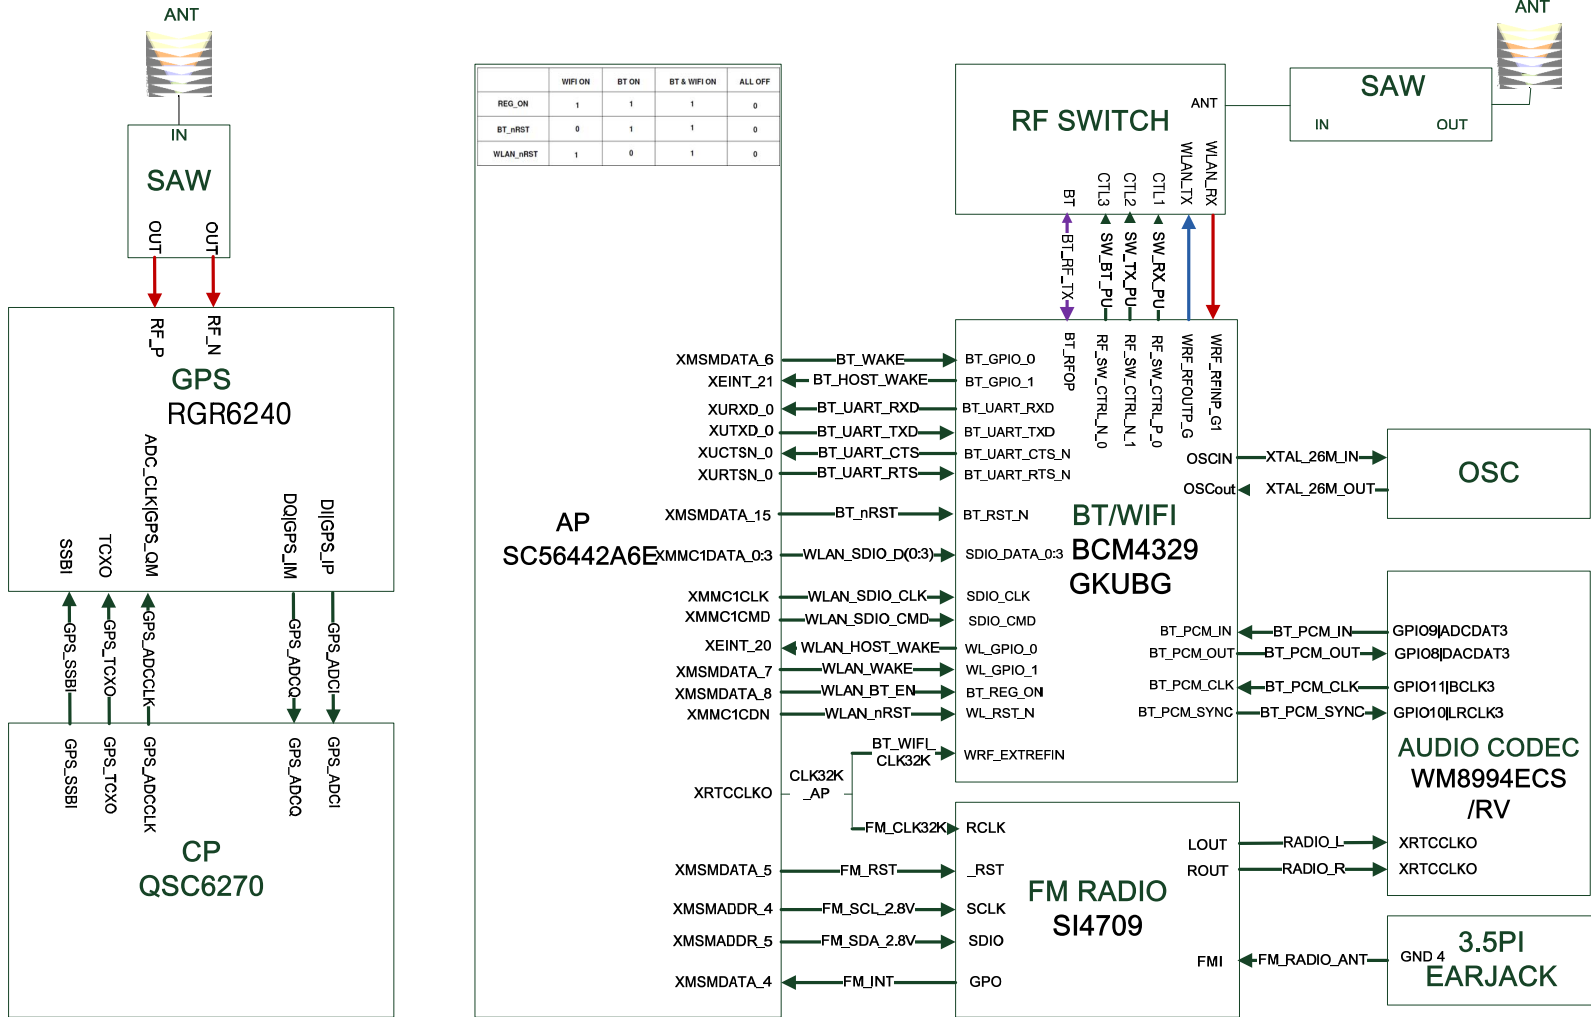 ANT
IN
SAW
OUT
OUT
RF_P
RF_N
GPS
RGR6240
SSBI
TCXO
ADC_CLK|GPS_QM
DQ|GPS_IM
DI|GPS_IP
GPS_SSBI
GPS_TCXO
GPS_ADCCLK
GPS_ADCQ
GPS_ADCI
GPS_SSBI
GPS_TCXO
GPS_ADCCLK
GPS_ADCQ
GPS_ADCI
CP
QSC6270
WIFI ON BT ON BT & WIFI ON ALL OFF
REG_ON 1 1 1 0
BT_nRST 0 1 1 0
WLAN_nRST 1 0 1 0
AP
SC56442A6E
XMSMDATA_6 BT_WAKE BT_GPIO_0
XEINT_21 BT_HOST_WAKE BT_GPIO_1
XURXD_0 BT_UART_RXD BT_UART_RXD
XUTXD_0 BT_UART_TXD BT_UART_TXD
XUCTSN_0 BT_UART_CTS BT_UART_CTS_N
XURTSN_0 BT_UART_RTS BT_UART_RTS_N
XMSMDATA_15 BT_nRST BT_RST_N
XMMC1DATA_0:3 WLAN_SDIO_D(0:3) SDIO_DATA_0:3
XMMC1CLK WLAN_SDIO_CLK SDIO_CLK
XMMC1CMD WLAN_SDIO_CMD SDIO_CMD
XEINT_20 WLAN_HOST_WAKE WL_GPIO_0
XMSMDATA_7 WLAN_WAKE WL_GPIO_1
XMSMDATA_8 WLAN_BT_EN BT_REG_ON
XMMC1CDN WLAN_nRST WL_RST_N
XRTCCLKO
CLK32K
_AP
BT_WIFI_
CLK32K
WRF_EXTREFIN
FM_CLK32K RCLK
XMSMDATA_5 FM_RST _RST
XMSMADDR_4 FM_SCL_2.8V SCLK
XMSMADDR_5 FM_SDA_2.8V SDIO
XMSMDATA_4 FM_INT GPO
RF SWITCH
ANT
BT
CTL3
CTL2
CTL1
WLAN_TX
WLAN_RX
BT_RF_TX
SW_BT_PU
SW_TX_PU
SW_RX_PU
BT_RFOP
RF_SW_CTRL_N_0
RF_SW_CTRL_N_1
RF_SW_CTRL_P_0
WRF_RFOUTP_G
WRF_RFINP_G1
BT/WIFI
BCM4329
GKUBG
ANT
SAW
IN OUT
OSCIN XTAL_26M_IN
OSCout XTAL_26M_OUT
OSC
BT_PCM_IN BT_PCM_IN GPIO9|ADCDAT3
BT_PCM_OUT BT_PCM_OUT GPIO8|DACDAT3
BT_PCM_CLK BT_PCM_CLK GPIO11|BCLK3
BT_PCM_SYNC BT_PCM_SYNC GPIO10|LRCLK3
AUDIO CODEC
WM8994ECS
/RV
LOUT RADIO_L XRTCCLKO
ROUT RADIO_R XRTCCLKO
FM RADIO
SI4709
FMI FM_RADIO_ANT GND 4
3.5PI
EARJACK